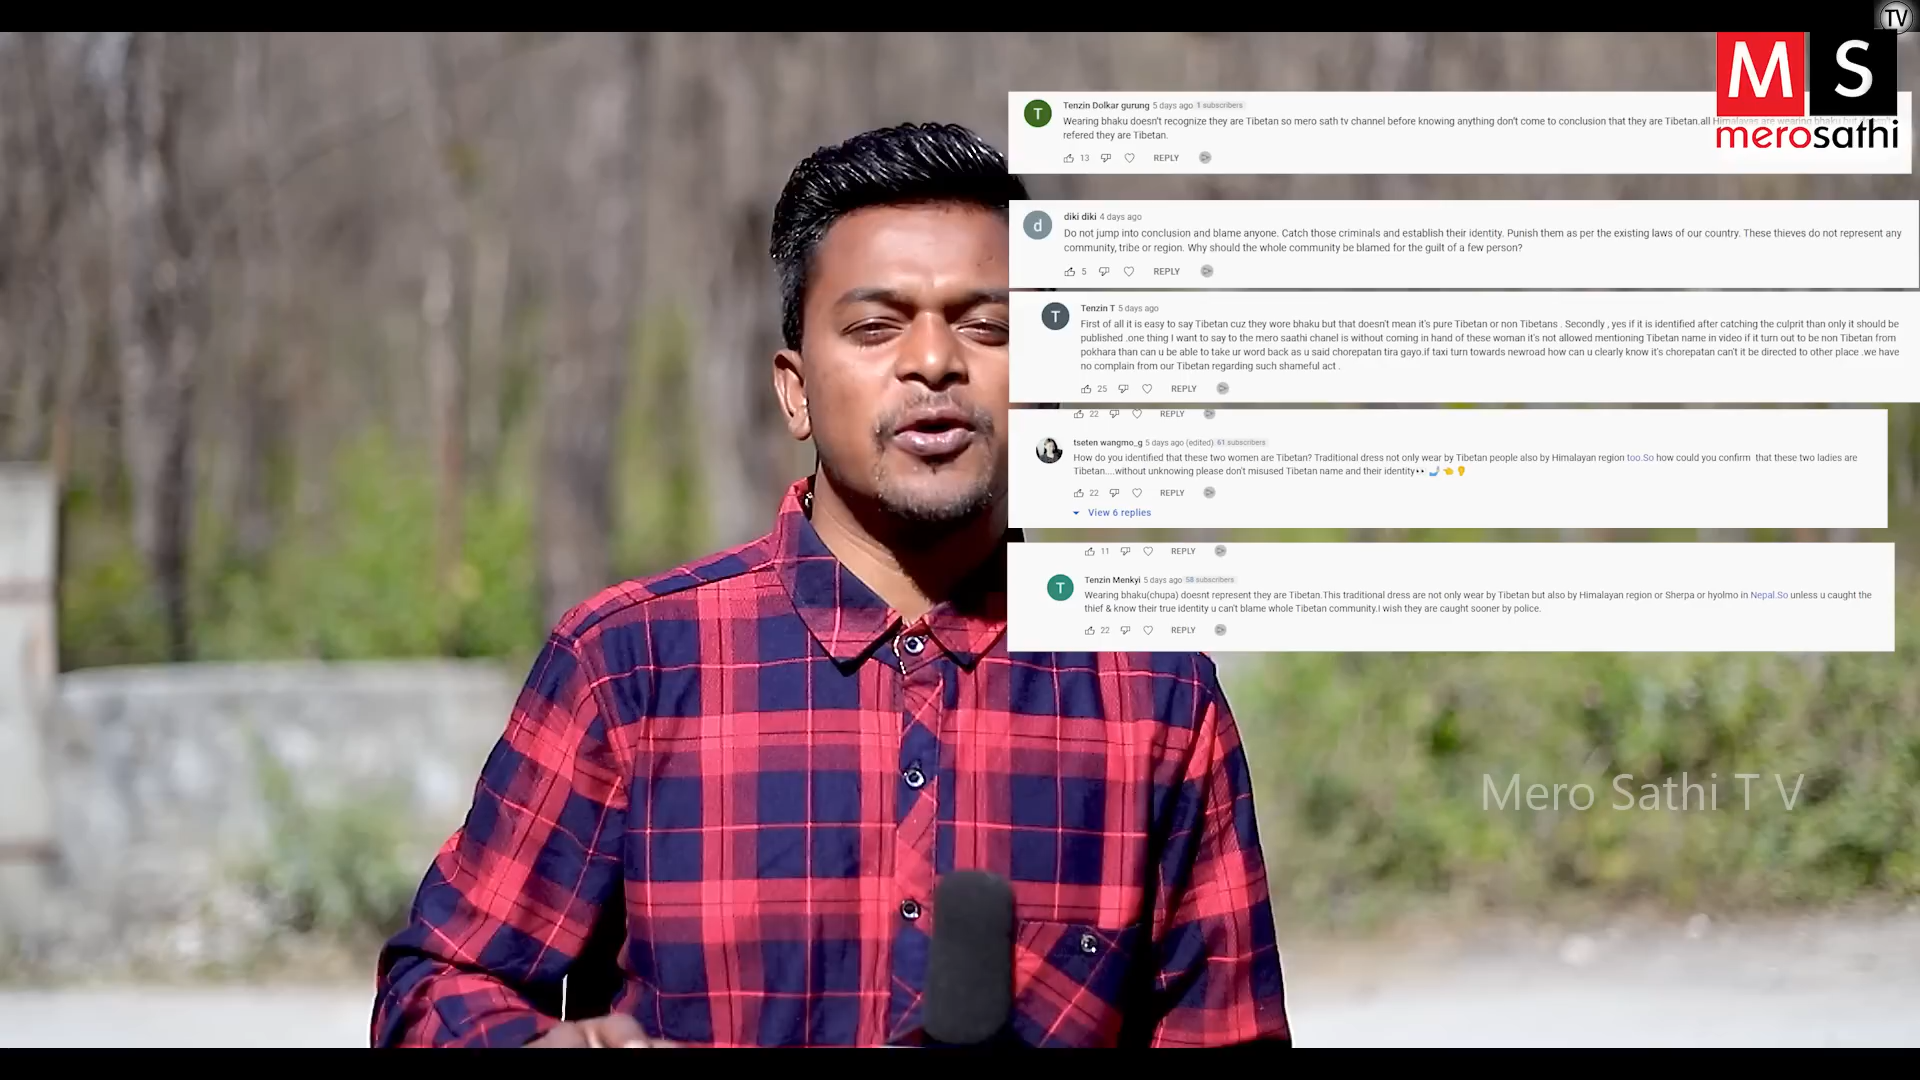 TV
M S
merosathi
Tenzin Dolkar gurung 5 days ago 1 subscribers
Wearing bhaku doesn't recognize they are Tibetan so mero sath tv channel before knowing anything don't come to conclusion that they are Tibetan.all Himalayas are wearing bhaku but
refered they are Tibetan.
13 REPLY
d
diki diki 4 days ago
Do not jump into conclusion and blame anyone. Catch those criminals and establish their identity. Punish them as per the existing laws of our country. These thieves do not represent any
community, tribe or region. Why should the whole community be blamed for the guilt of a few person?
5 REPLY
T
Tenzin T 5 days ago
First of all it is easy to say Tibetan cuz they wore bhaku but that doesn't mean it's pure Tibetan or non Tibetans . Secondly , yes if it is identified after catching the culprit than only it should be
published .one thing I want to say to the mero saathi chanel is without coming in hand of these woman it's not allowed mentioning Tibetan name in video if it turn out to be non Tibetan from
pokhara than can u be able to take ur word back as u said chorepatan tira gayo.if taxi turn towards newroad how can u clearly know it's chorepatan can't it be directed to other place .we have
no complain from our Tibetan regarding such shameful act .
25 REPLY
22 REPLY
tseten wangmo_g 5 days ago (edited) 61 subscribers
How do you identified that these two women are Tibetan? Traditional dress not only wear by Tibetan people also by Himalayan region too.So how could you confirm that these two ladies are
Tibetan....without unknowing please don't misused Tibetan name and their identity
22 REPLY
View 6 replies
11 REPLY
T
Tenzin Menkyi 5 days ago 58 subscribers
Wearing bhaku(chupa) doesnt represent they are Tibetan.This traditional dress are not only wear by Tibetan but also by Himalayan region or Sherpa or hyolmo in Nepal.So unless u caught the
thief & know their true identity u can't blame whole Tibetan community.I wish they are caught sooner by police.
22 REPLY
Mero Sathi T V